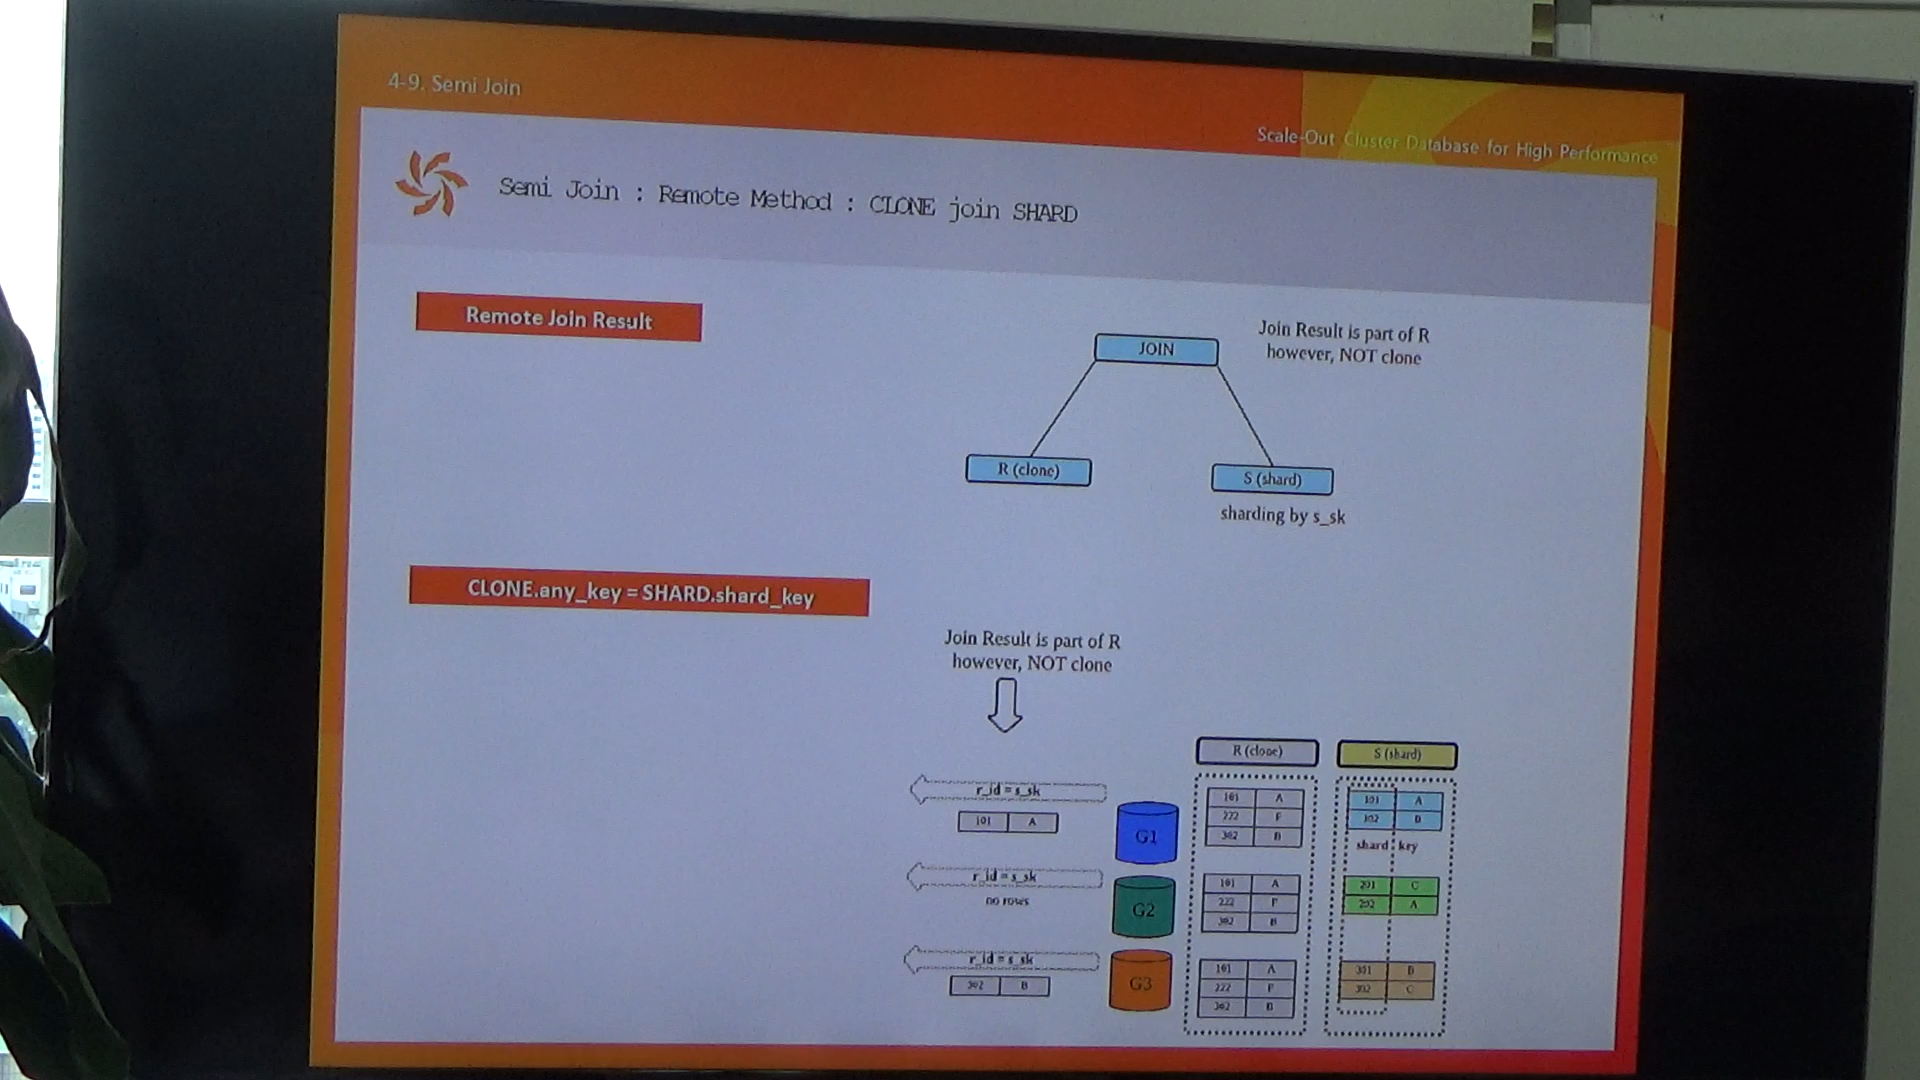 4-9. Semi Join
Scale-Out Cluster Database for High Performance
Semi Join : Remote Method : CLONE join SHARD
Remote Join Result
JOIN
Join Result is part of R
however, NOT clone
R (clone)
S (shard)
sharding by s_sk
CLONE.any_key = SHARD.shard_key
Join Result is part of R
however, NOT clone
R (clone)
S (shard)
r_id = s_sk
101 A
G1
101 A
222 F
302 B
101 A
102 B
shard key
r_id = s_sk
no rows
G2
101 A
222 F
302 B
201 C
202 A
r_id = s_sk
302 B
G3
101 A
222 F
302 B
301 B
302 C